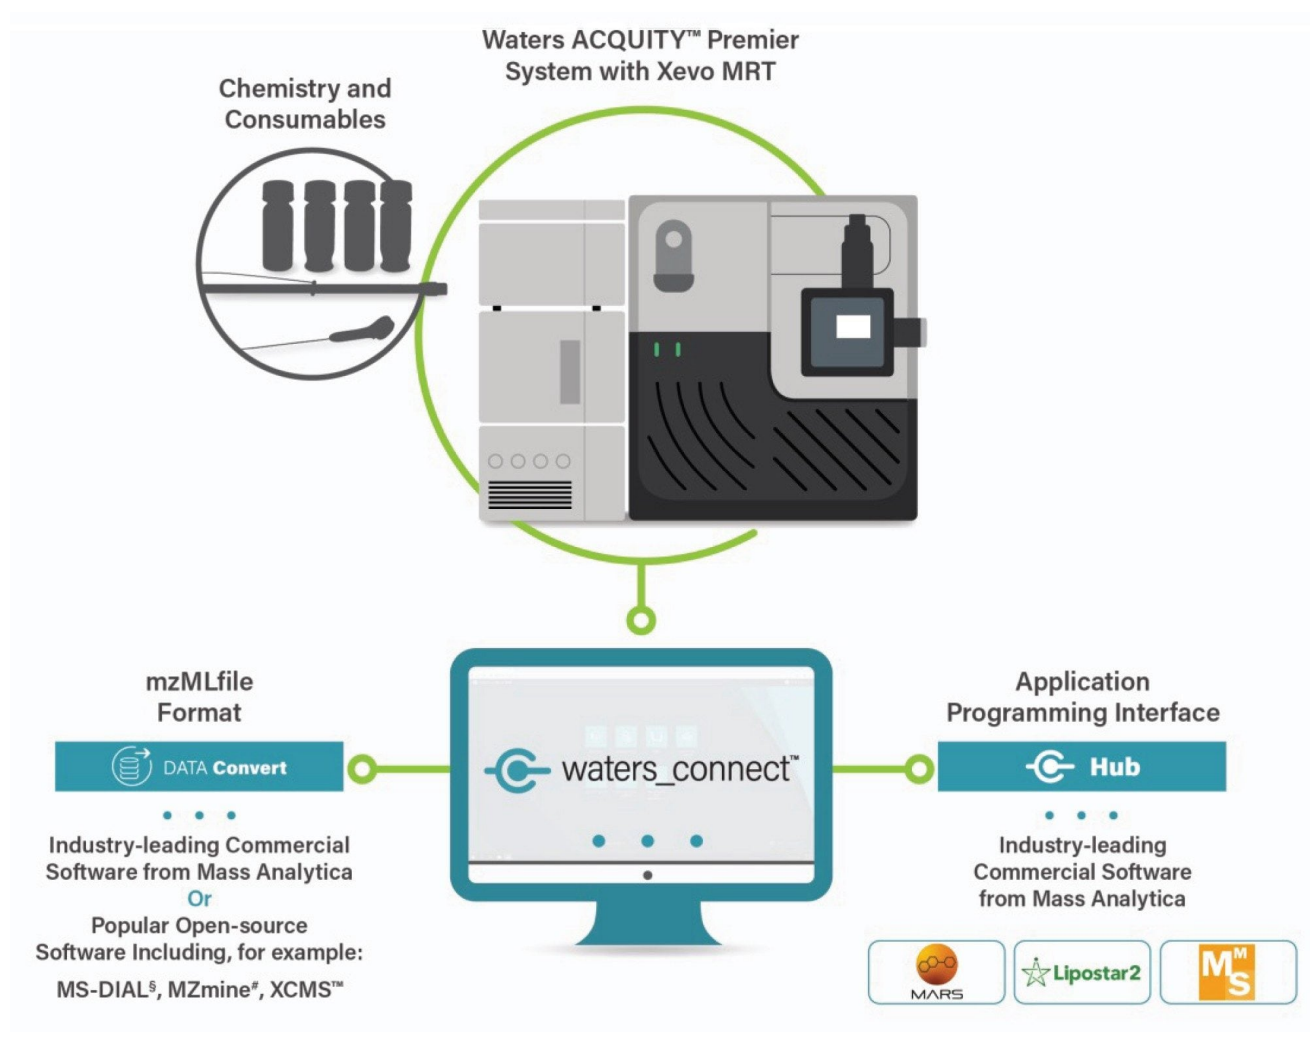 Waters ACQUITY™ Premier
System with Xevo MRT
Chemistry and
Consumables
mzMLfile
Format
DATA Convert
Industry-leading Commercial
Software from Mass Analytica
Or
Popular Open-source
Software Including, for example:
MS-DIAL§, MZmine#, XCMS™
waters_connect™
Application
Programming Interface
Hub
Industry-leading
Commercial Software
from Mass Analytica
MARS
Lipostar2
MMS